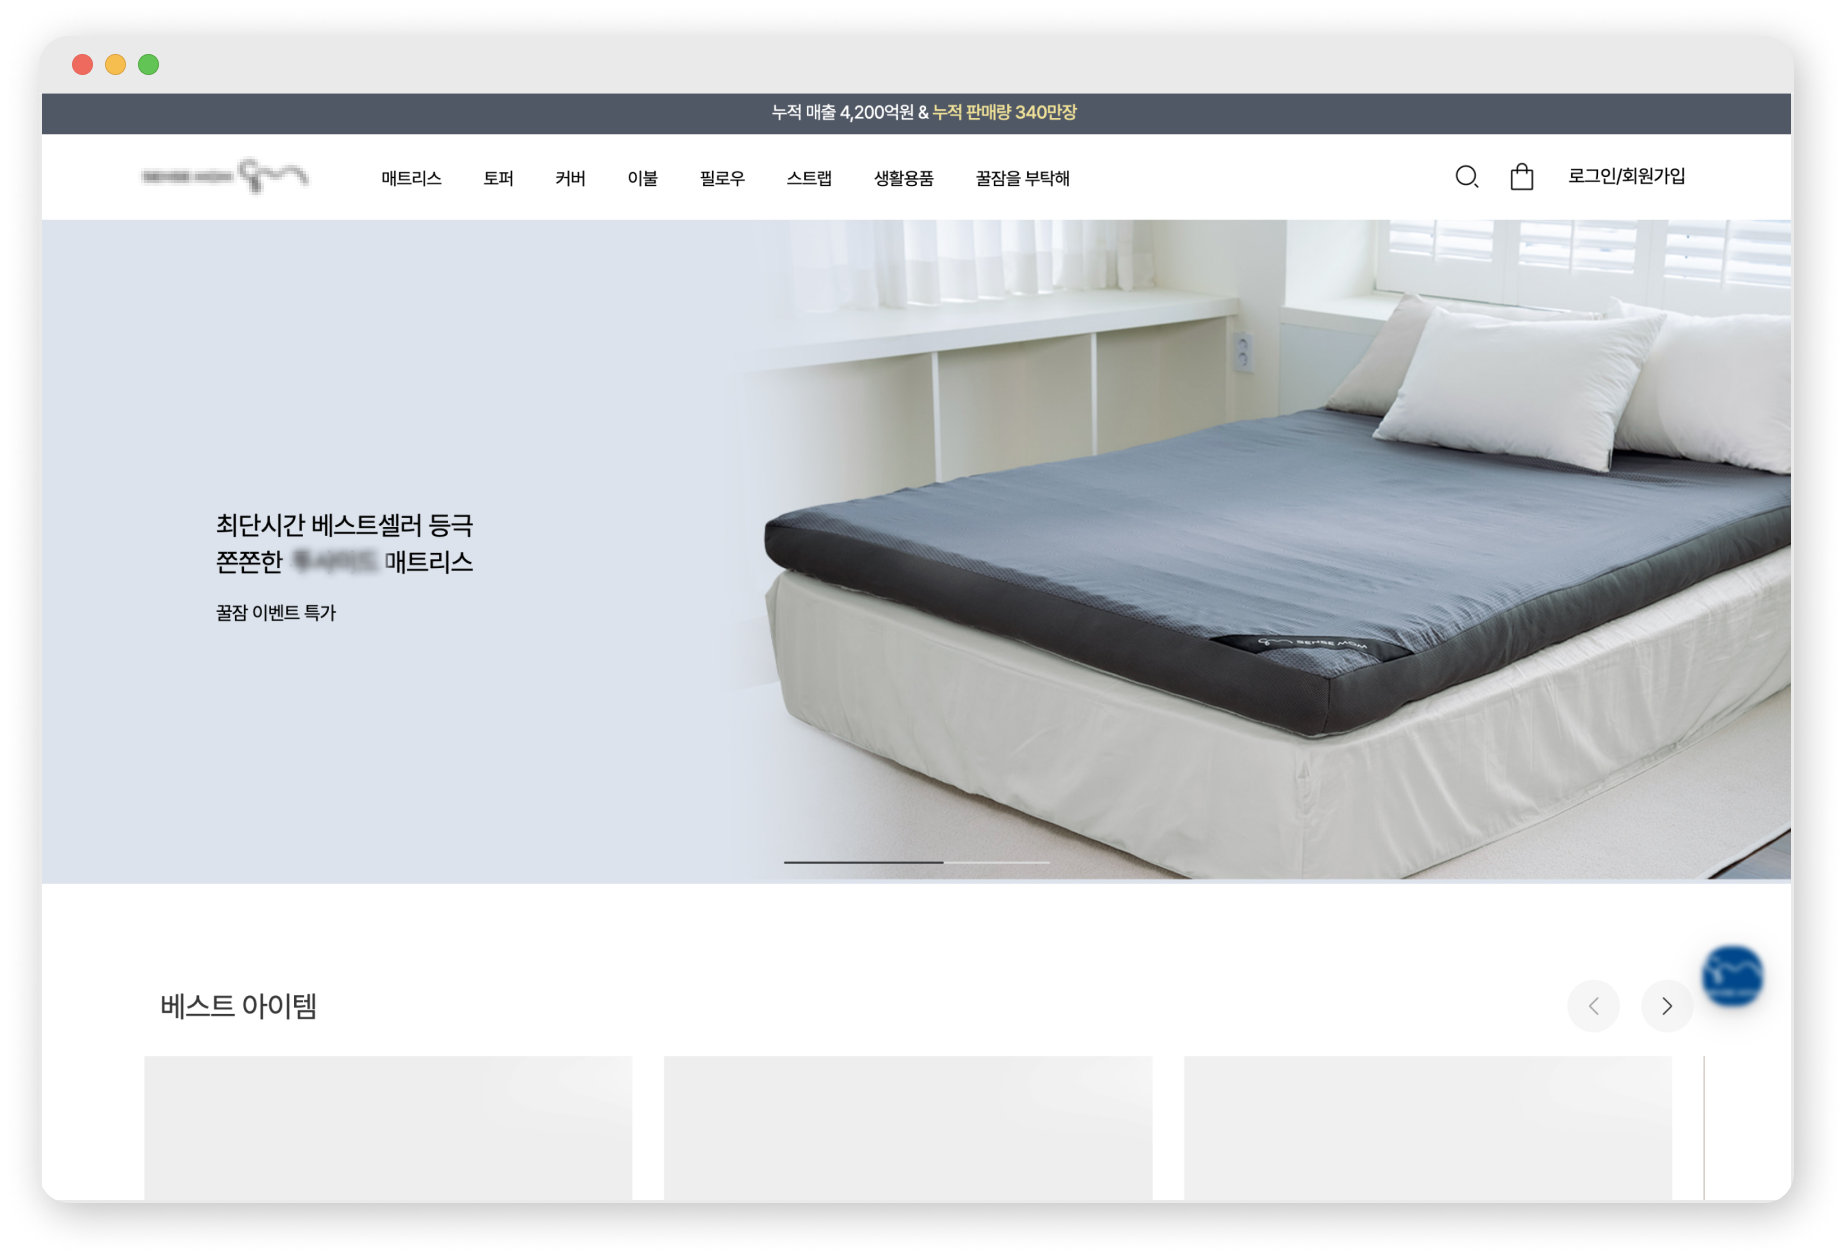 누적 매출 4,200억원 & 누적 판매량 340만장
매트리스
토퍼
커버
이불
필로우
스트랩
생활용품
꿀잠을 부탁해
로그인/회원가입
최단시간 베스트셀러 등극
쫀쫀한 매트리스
꿀잠 이벤트 특가
SENSE MOM
베스트 아이템